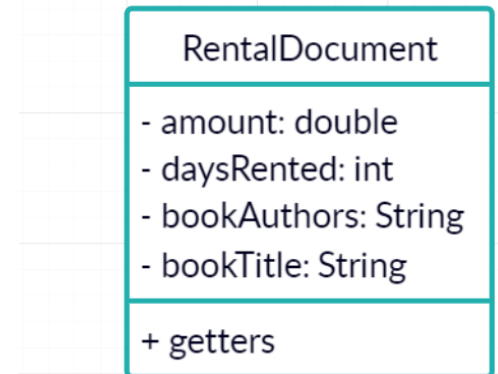 RentalDocument
- amount: double
- daysRented: int
- bookAuthors: String
- bookTitle: String
+ getters